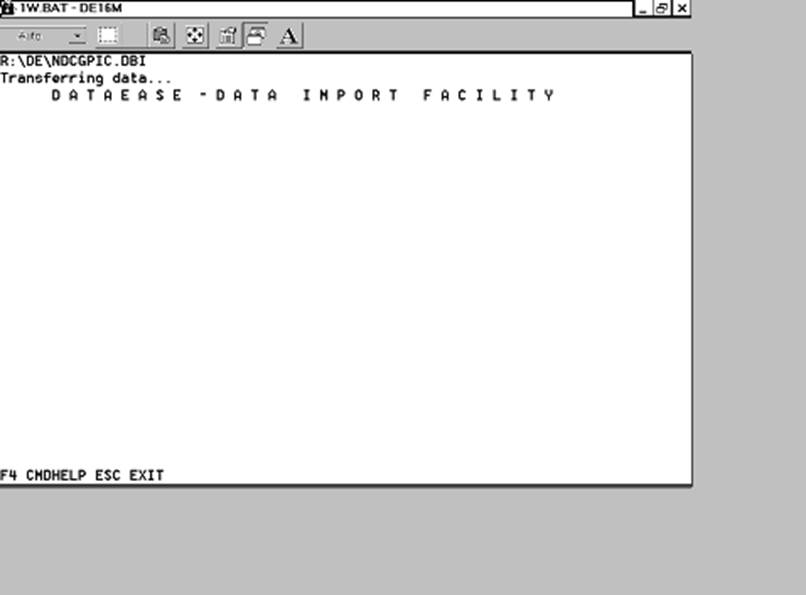 1W.BAT - DE16M
Auto
A
R:\DE\NDCGPIC.DBI
Transferring data...
D A T A E A S E - D A T A I M P O R T F A C I L I T Y
F4 CMDHELP ESC EXIT